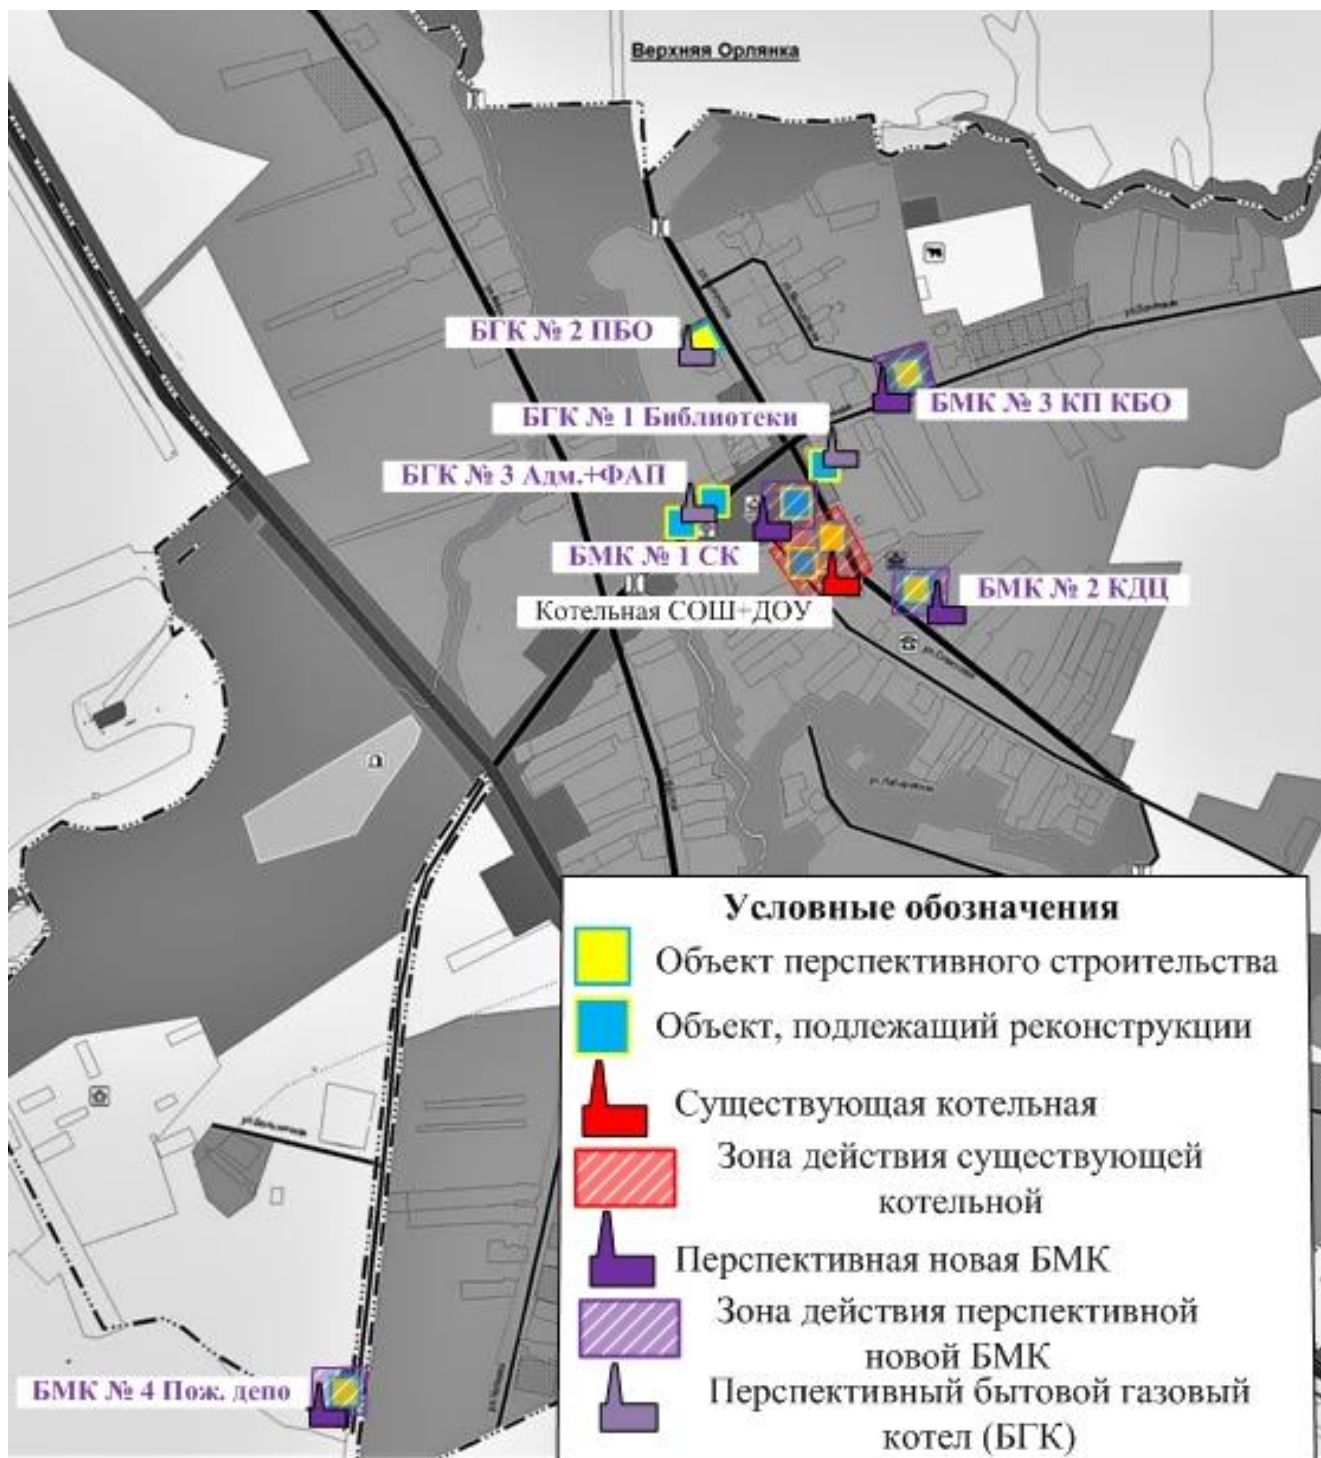 Верхняя Орлянка
БГК № 2 ПБО
БМК № 3 КП КБО
БГК № 1 Библиотеки
БГК № 3 Адм.+ФАП
БМК № 1 СК
БМК № 2 КДЦ
Котельная СОШ+ДОУ
БМК № 4 Пож. депо
Условные обозначения
Объект перспективного строительства
Объект, подлежащий реконструкции
Существующая котельная
Зона действия существующей
котельной
Перспективная новая БМК
Зона действия перспективной
новой БМК
Перспективный бытовой газовый
котел (БГК)